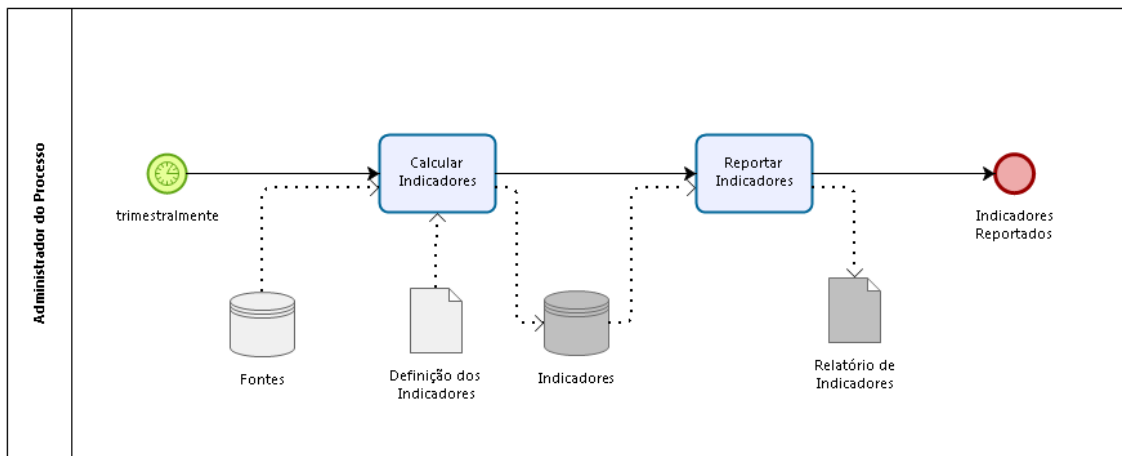 Administrador do Processo
Calcular
Indicadores
Reportar
Indicadores
trimestralmente
Indicadores
Reportados
Fontes
Definição dos
Indicadores
Indicadores
Relatório de
Indicadores